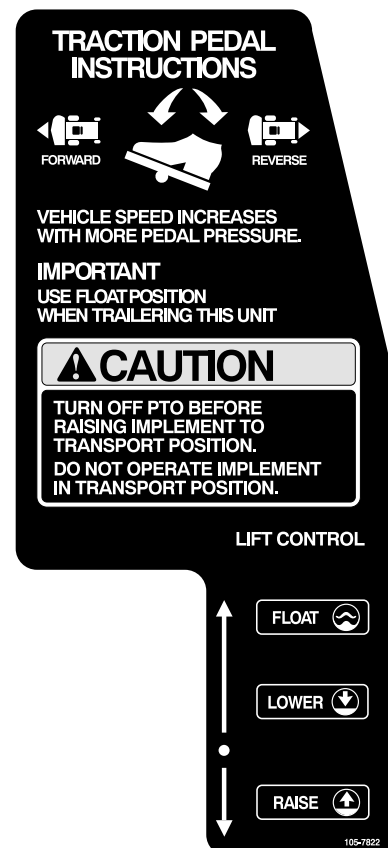 TRACTION PEDAL
INSTRUCTIONS
FORWARD
REVERSE
VEHICLE SPEED INCREASES
WITH MORE PEDAL PRESSURE.
IMPORTANT
USE FLOAT POSITION
WHEN TRAILERING THIS UNIT
CAUTION
TURN OFF PTO BEFORE
RAISING IMPLEMENT TO
TRANSPORT POSITION.
DO NOT OPERATE IMPLEMENT
IN TRANSPORT POSITION.
LIFT CONTROL
FLOAT
LOWER
RAISE
105-7822